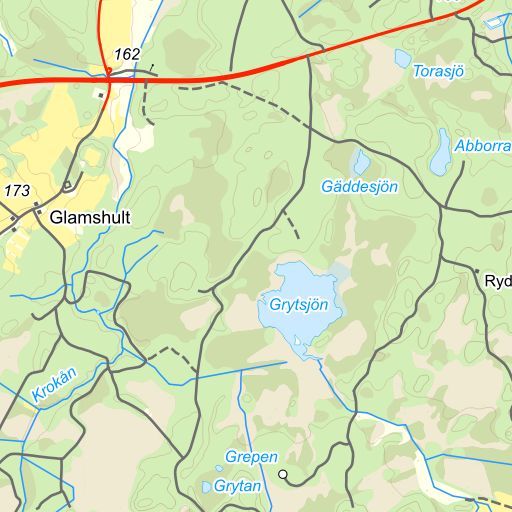 162
Torasjö
Abborra
Gäddesjön
173
Glamshult
Ryd
Grytsjön
Krokån
Grepen
Grytan